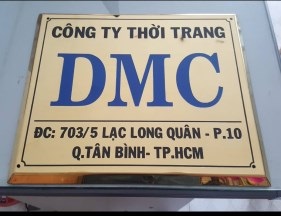 CÔNG TY THỜI TRANG
DMC
ĐC: 703/5 LẠC LONG QUÂN - P.10
Q.TÂN BÌNH- TP.HCM